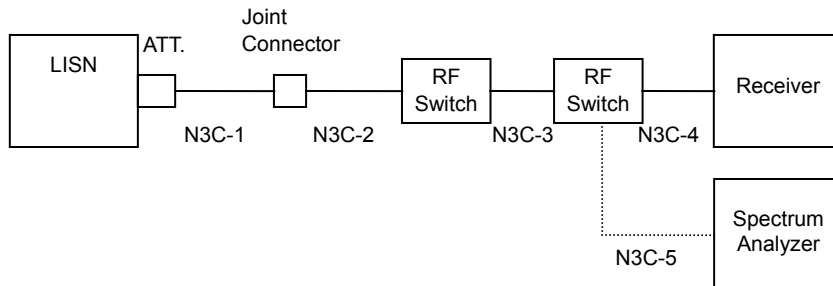 Joint
Connector
ATT.
LISN
RF
Switch
RF
Switch
Receiver
N3C-1
N3C-2
N3C-3
N3C-4
Spectrum
Analyzer
N3C-5